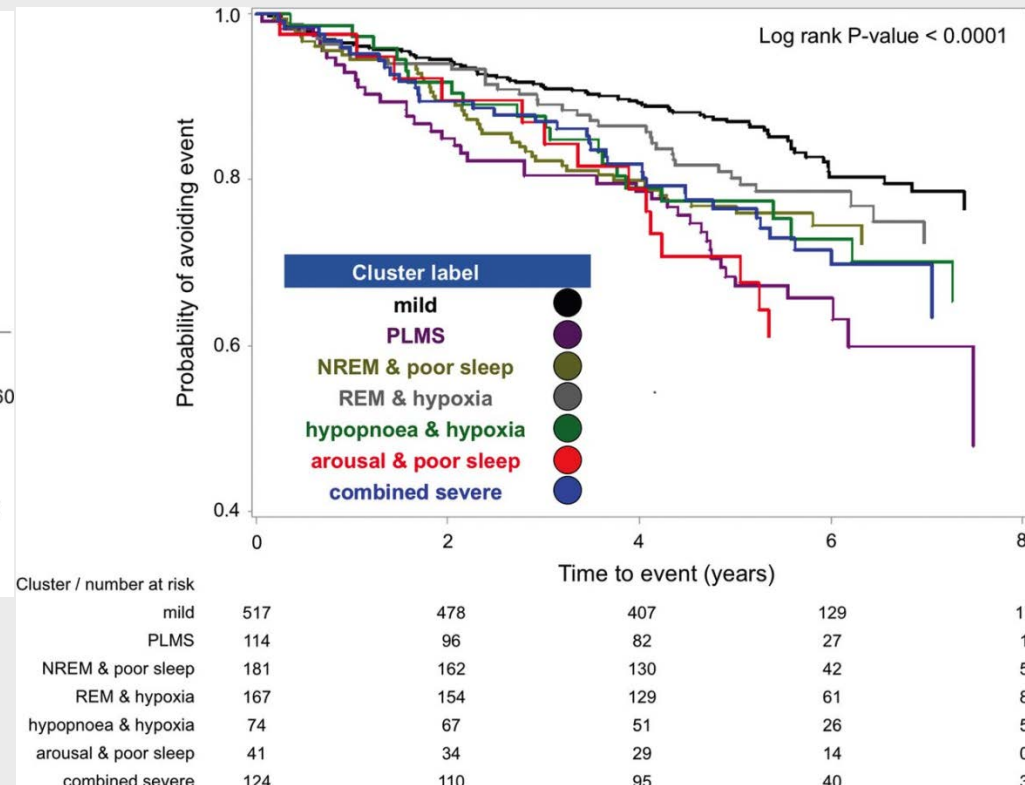 1.0
Log rank P-value < 0.0001
0.8
Probability of avoiding event
Cluster label
mild
PLMS
0.6
NREM & poor sleep
REM & hypoxia
hypopnoea & hypoxia
arousal & poor sleep
combined severe
0.4
0 2 4 6 8
Time to event (years)
Cluster / number at risk
mild 517 478 407 129 1
PLMS 114 96 82 27
NREM & poor sleep 181 162 130 42
REM & hypoxia 167 154 129 61
hypopnoea & hypoxia 74 67 51 26
arousal & poor sleep 41 34 29 14
combined severe 124 110 95 40